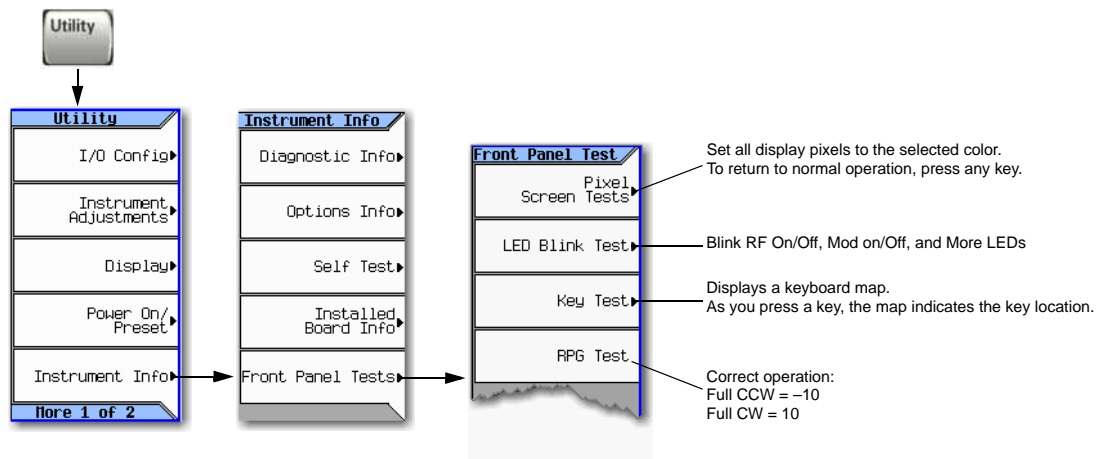 Utility
Utility
I/O Config
Instrument
Adjustments
Display
Power On/
Preset
Instrument Info
More 1 of 2
Instrument Info
Diagnostic Info
Options Info
Self Test
Installed
Board Info
Front Panel Tests
Front Panel Test
Pixel
Screen Tests
LED Blink Test
Key Test
RPG Test
Set all display pixels to the selected color.
To return to normal operation, press any key.
Blink RF On/Off, Mod on/Off, and More LEDs
Displays a keyboard map.
As you press a key, the map indicates the key location.
Correct operation:
Full CCW = –10
Full CW = 10